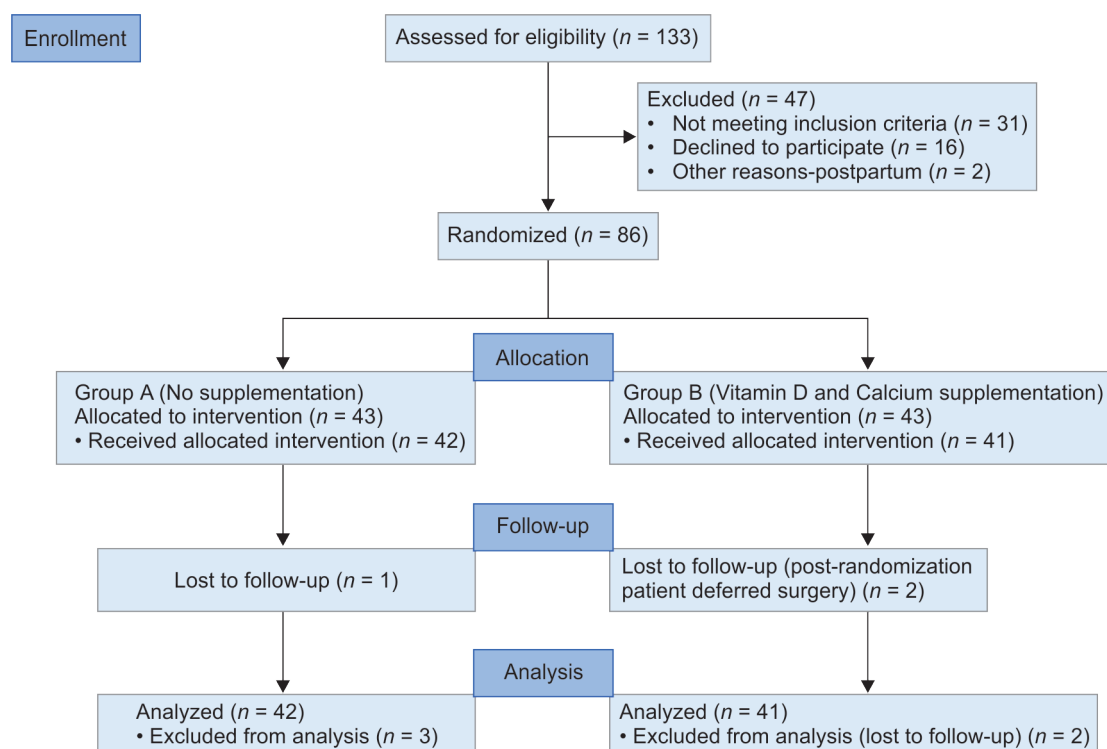 Enrollment
Assessed for eligibility (n = 133)
Excluded (n = 47)
• Not meeting inclusion criteria (n = 31)
• Declined to participate (n = 16)
• Other reasons-postpartum (n = 2)
Randomized (n = 86)
Allocation
Group A (No supplementation)
Allocated to intervention (n = 43)
• Received allocated intervention (n = 42)
Group B (Vitamin D and Calcium supplementation)
Allocated to intervention (n = 43)
• Received allocated intervention (n = 41)
Follow-up
Lost to follow-up (n = 1)
Lost to follow-up (post-randomization
patient deferred surgery) (n = 2)
Analysis
Analyzed (n = 42)
• Excluded from analysis (n = 3)
Analyzed (n = 41)
• Excluded from analysis (lost to follow-up) (n = 2)